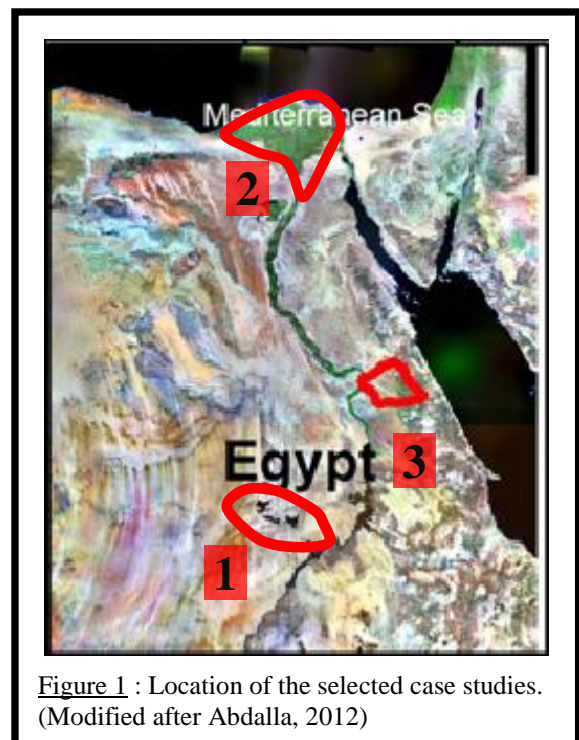 Mediterranean Sea
2
Egypt
3
1
Figure 1 : Location of the selected case studies.
(Modified after Abdalla, 2012)